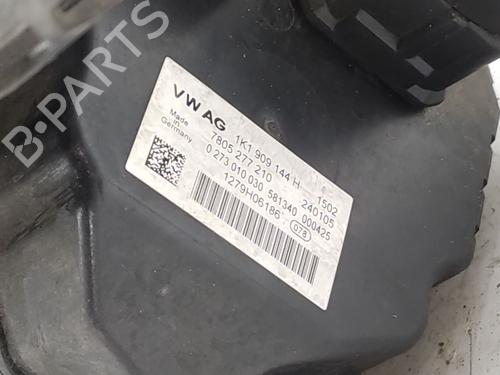 B-PARTS
VW AG
Made in Germany
1K1 909 144 H 1502
7805 277 210 240105
0 273 010 030 581340 000425
1279H06186 078